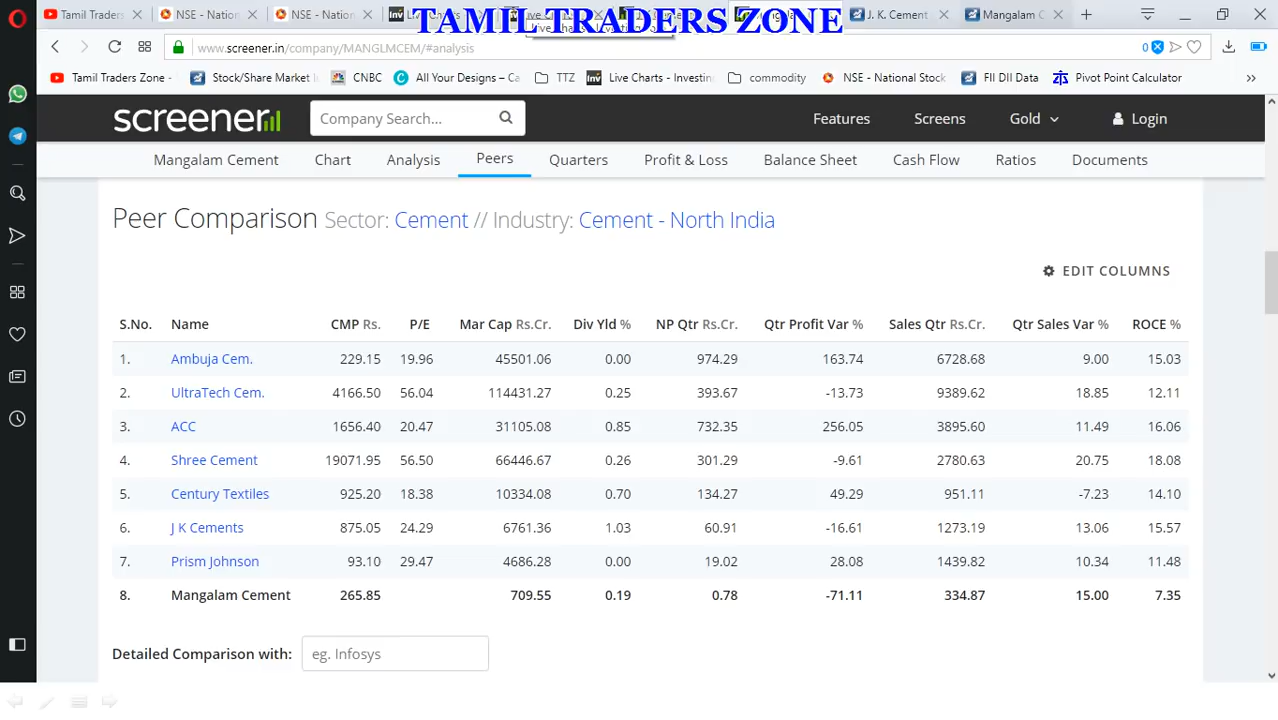 Tamil Traders
NSE - Nation
NSE - Nation
TAMIL TRADERS ZONE
J. K. Cement
Mangalam C
www.screener.in/company/MANGLMCEM/#analysis
0
Tamil Traders Zone - Stock/Share Market CNBC All Your Designs – Ca TTZ Live Charts - Investin commodity NSE - National Stock FII DII Data Pivot Point Calculator »
screener
Company Search...
Features Screens Gold Login
Mangalam Cement Chart Analysis Peers Quarters Profit & Loss Balance Sheet Cash Flow Ratios Documents
Peer Comparison Sector: Cement // Industry: Cement - North India
EDIT COLUMNS
S.No. Name CMP Rs. P/E Mar Cap Rs.Cr. Div Yld % NP Qtr Rs.Cr. Qtr Profit Var % Sales Qtr Rs.Cr. Qtr Sales Var % ROCE %
1. Ambuja Cem. 229.15 19.96 45501.06 0.00 974.29 163.74 6728.68 9.00 15.03
2. UltraTech Cem. 4166.50 56.04 114431.27 0.25 393.67 -13.73 9389.62 18.85 12.11
3. ACC 1656.40 20.47 31105.08 0.85 732.35 256.05 3895.60 11.49 16.06
4. Shree Cement 19071.95 56.50 66446.67 0.26 301.29 -9.61 2780.63 20.75 18.08
5. Century Textiles 925.20 18.38 10334.08 0.70 134.27 49.29 951.11 -7.23 14.10
6. J K Cements 875.05 24.29 6761.36 1.03 60.91 -16.61 1273.19 13.06 15.57
7. Prism Johnson 93.10 29.47 4686.28 0.00 19.02 28.08 1439.82 10.34 11.48
8. Mangalam Cement 265.85 709.55 0.19 0.78 -71.11 334.87 15.00 7.35
Detailed Comparison with: eg. Infosys